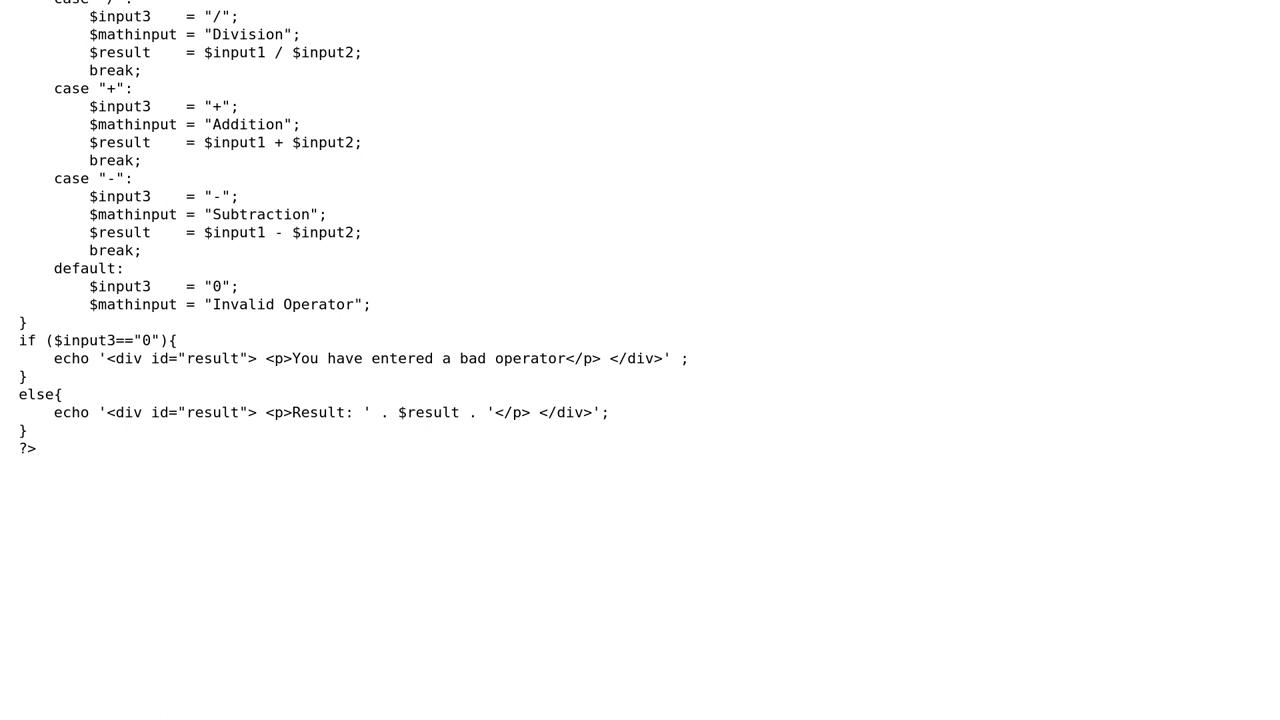 case "/":
$input3    = "/";
$mathinput = "Division";
$result    = $input1 / $input2;
break;
case "+":
$input3    = "+";
$mathinput = "Addition";
$result    = $input1 + $input2;
break;
case "-":
$input3    = "-";
$mathinput = "Subtraction";
$result    = $input1 - $input2;
break;
default:
$input3    = "0";
$mathinput = "Invalid Operator";
}
if ($input3=="0"){
echo '<div id="result"> <p>You have entered a bad operator</p> </div>' ;
}
else{
echo '<div id="result"> <p>Result: ' . $result . '</p> </div>';
}
?>